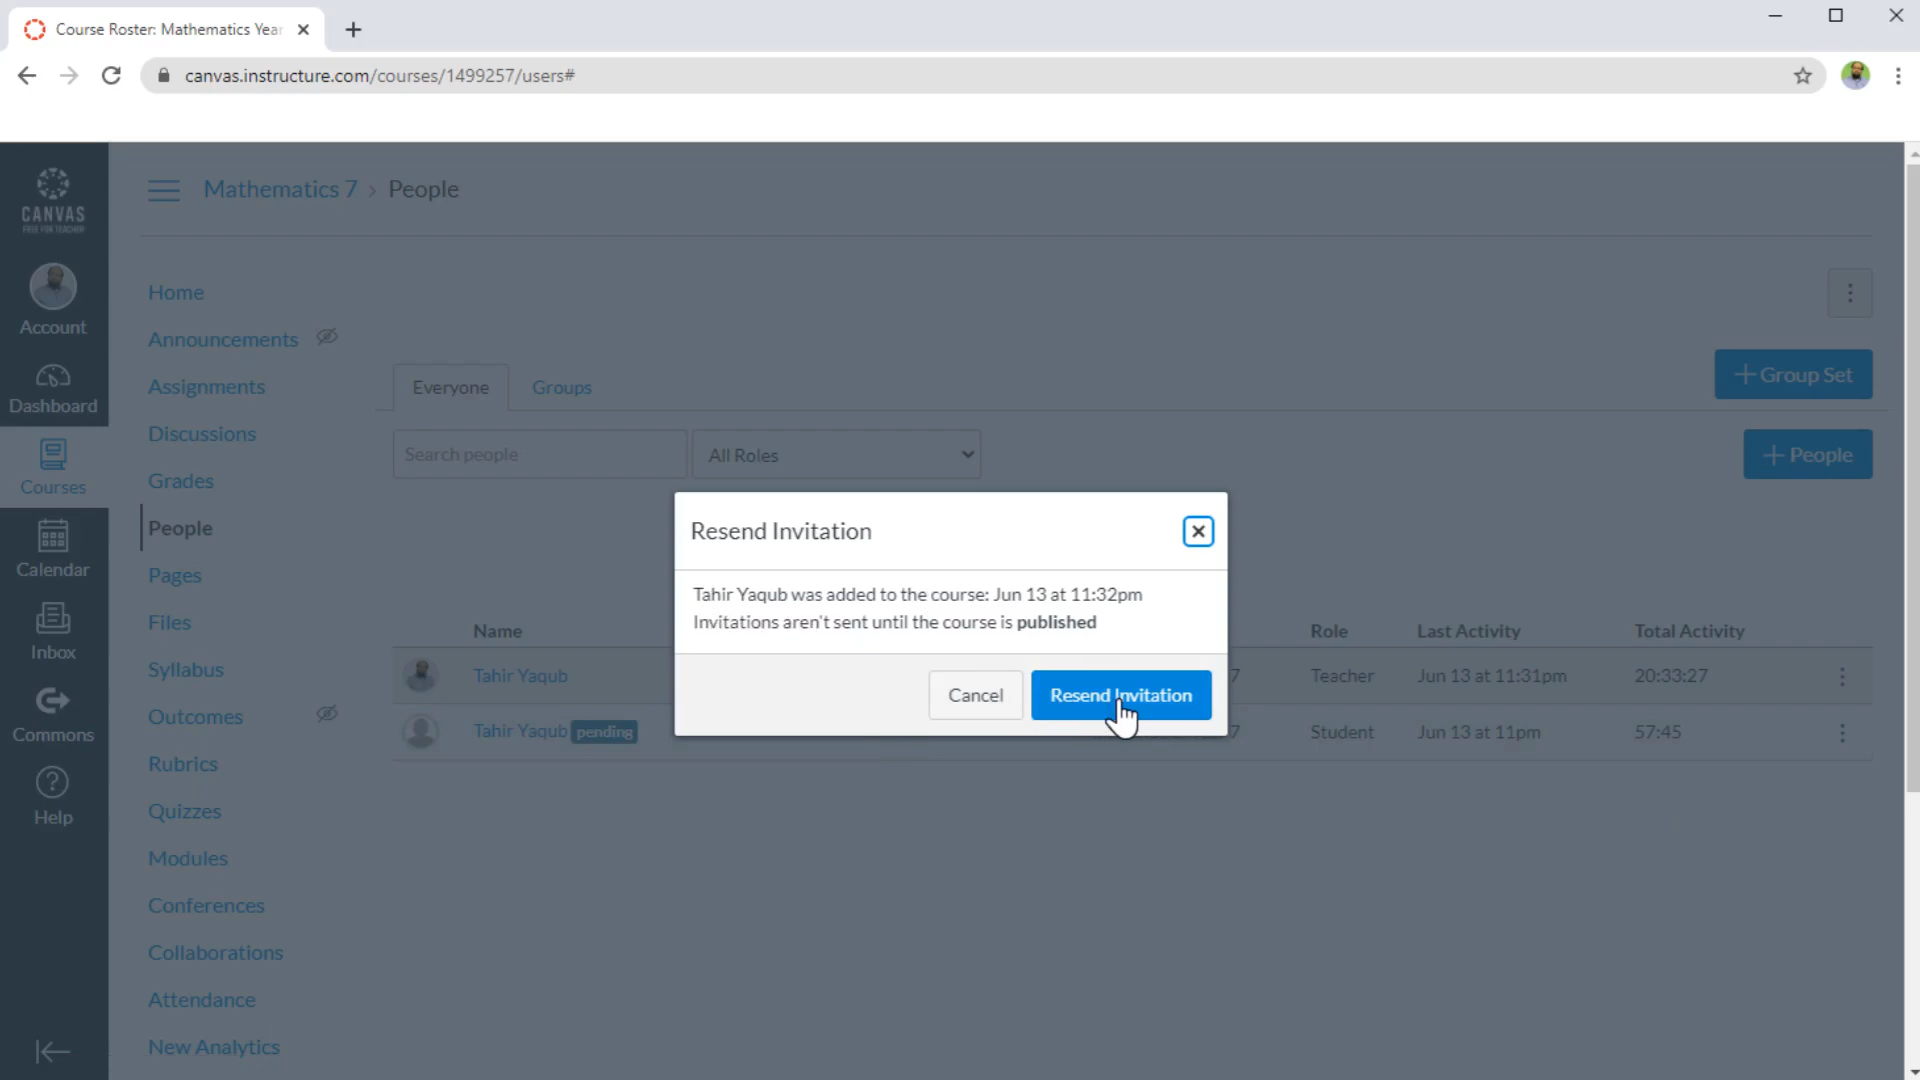 Course Roster: Mathematics Year
canvas.instructure.com/courses/1499257/users#
CANVAS
FREE FOR TEACHER
Account
Dashboard
Courses
Calendar
Inbox
Commons
Help
Mathematics 7 > People
Home
Announcements
Assignments
Discussions
Grades
People
Pages
Files
Syllabus
Outcomes
Rubrics
Quizzes
Modules
Conferences
Collaborations
Attendance
New Analytics
Everyone Groups
+ Group Set
Search people All Roles
+ People
Resend Invitation
Tahir Yaqub was added to the course: Jun 13 at 11:32pm
Invitations aren't sent until the course is published
Cancel Resend Invitation
Name Role Last Activity Total Activity
Tahir Yaqub 7 Teacher Jun 13 at 11:31pm 20:33:27
Tahir Yaqub pending 7 Student Jun 13 at 11pm 57:45